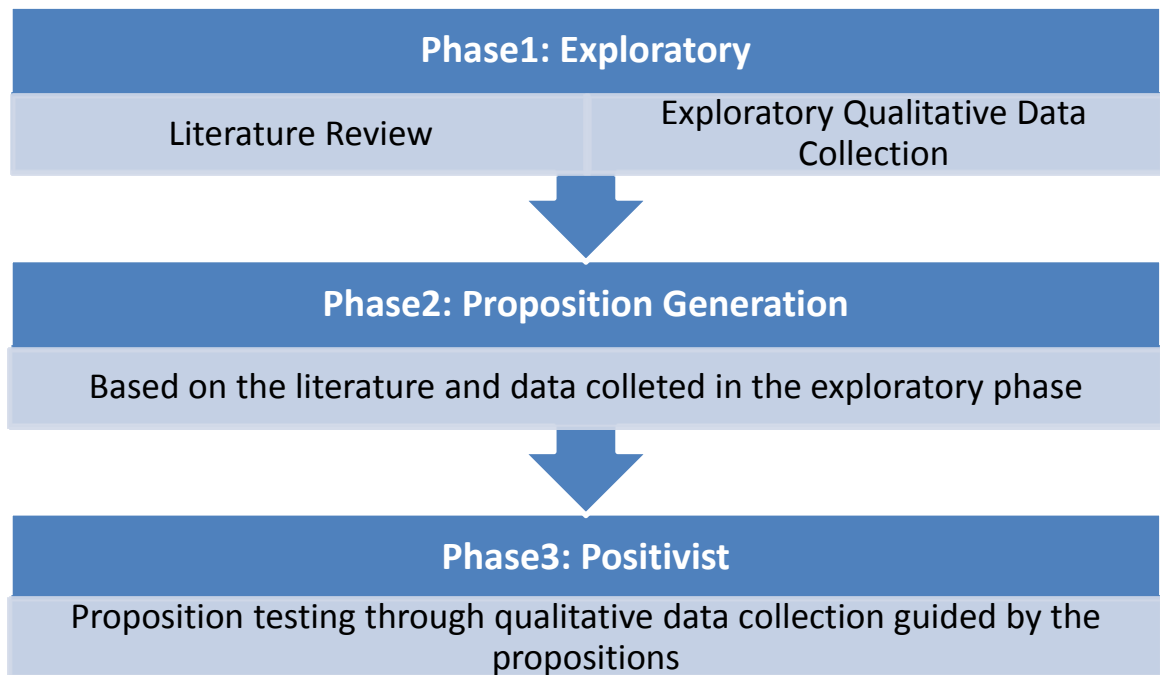 Phase1: Exploratory
Literature Review
Exploratory Qualitative Data
Collection
Phase2: Proposition Generation
Based on the literature and data colleted in the exploratory phase
Phase3: Positivist
Proposition testing through qualitative data collection guided by the
propositions